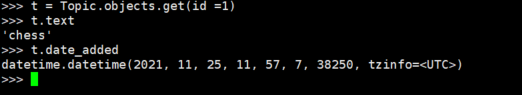 >>> t = Topic.objects.get(id =1)
>>> t.text
'chess'
>>> t.date_added
datetime.datetime(2021, 11, 25, 11, 57, 7, 38250, tzinfo=<UTC>)
>>>